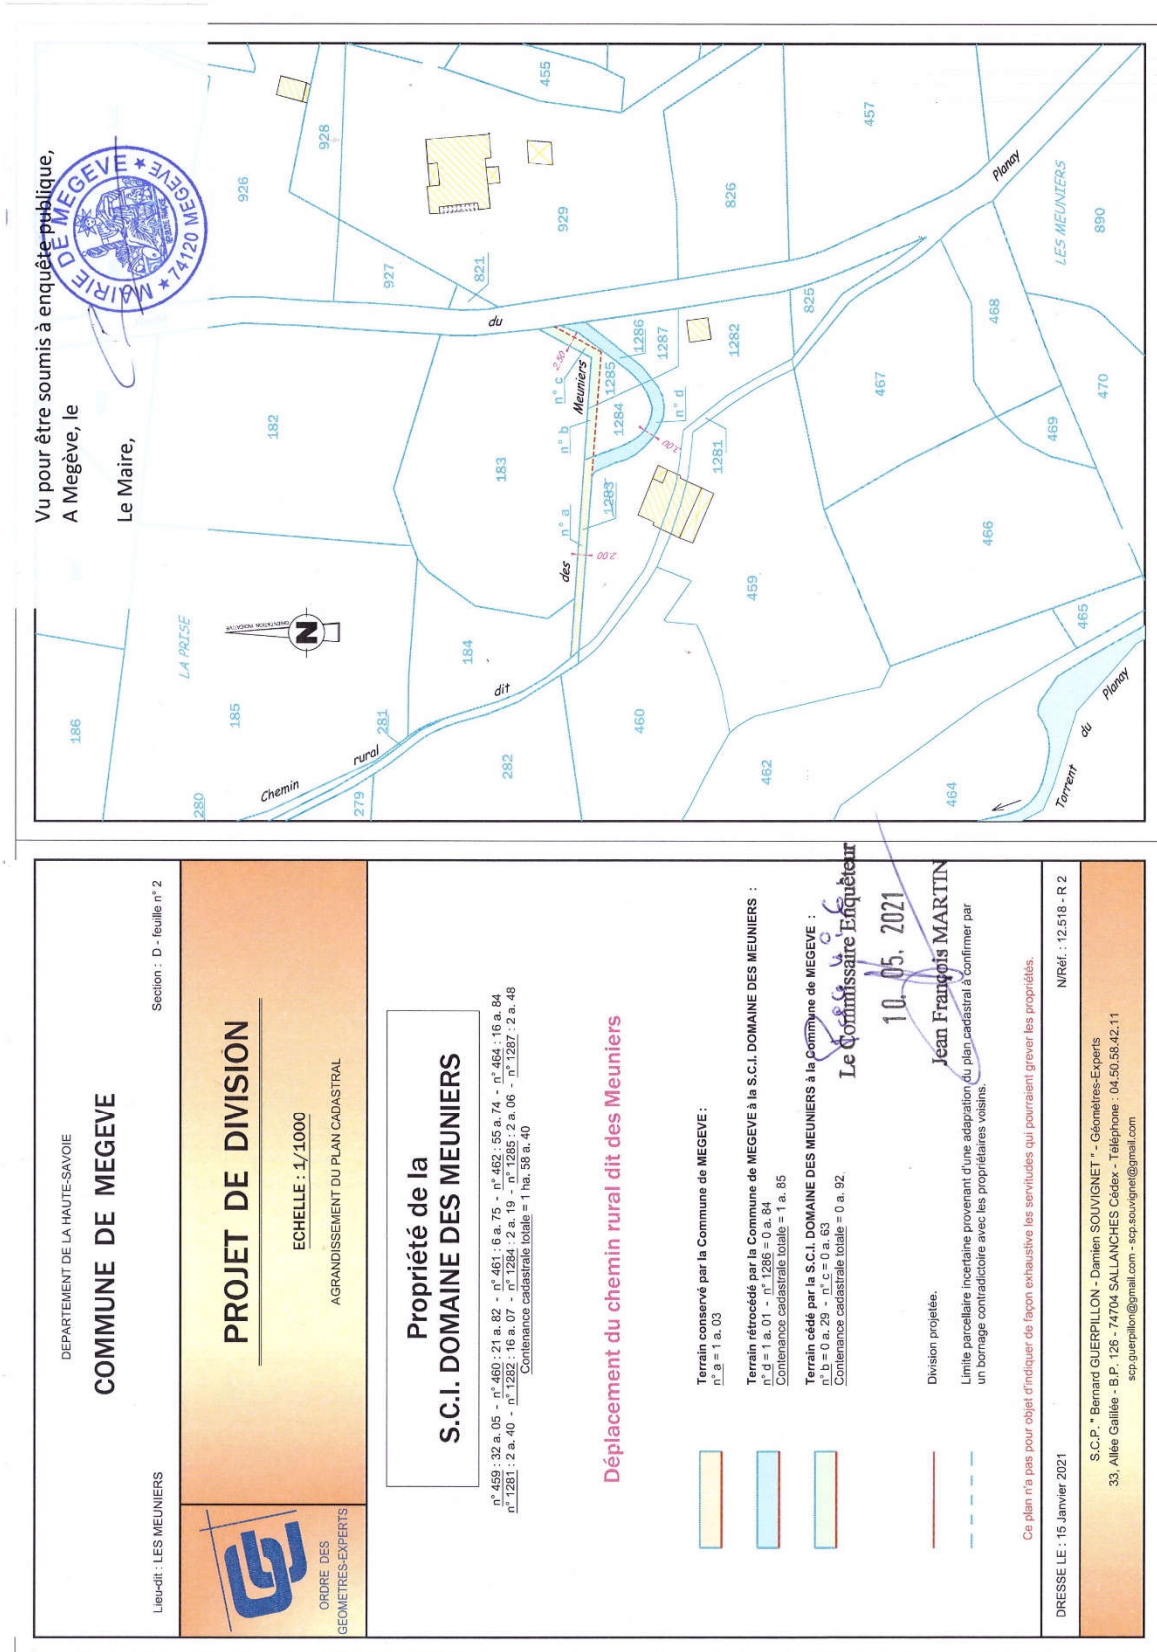 DEPARTEMENT DE LA HAUTE-SAVOIE
COMMUNE DE MEGEVE
Lieu-dit : LES MEUNIERS
Section : D - feuille n° 2
ORDRE DES
GEOMETRES-EXPERTS
PROJET DE DIVISION
ECHELLE : 1/1000
AGRANDISSEMENT DU PLAN CADASTRAL
Propriété de la
S.C.I. DOMAINE DES MEUNIERS
n° 459 : 32 a. 05 - n° 460 : 21 a. 82 - n° 461 : 6 a. 75 - n° 462 : 55 a. 74 - n° 464 : 16 a. 84
n° 1281 : 2 a. 40 - n° 1282 : 16 a. 07 - n° 1284 : 2 a. 19 - n° 1285 : 2 a. 06 - n° 1287 : 2 a. 48
Contenance cadastrale totale = 1 ha. 58 a. 40
Déplacement du chemin rural dit des Meuniers
Terrain conservé par la Commune de MEGEVE :
n° a = 1 a. 03
Terrain rétrocédé par la Commune de MEGEVE à la S.C.I. DOMAINE DES MEUNIERS :
n° d = 1 a. 01 - n° 1286 = 0 a. 84
Contenance cadastrale totale = 1 a. 85
Terrain cédé par la S.C.I. DOMAINE DES MEUNIERS à la Commune de MEGEVE :
n° b = 0 a. 29 - n° c = 0 a. 63
Contenance cadastrale totale = 0 a. 92
Le Commissaire Enquêteur
10. 05. 2021
Jean François MARTIN
Division projetée.
Limite parcellaire incertaine provenant d'une adaptation du plan cadastral à confirmer par
un bornage contradictoire avec les propriétaires voisins.
Ce plan n'a pas pour objet d'indiquer de façon exhaustive les servitudes qui pourraient grever les propriétés.
DRESSE LE : 15 Janvier 2021
N/Réf. : 12.518 - R 2
S.C.P. " Bernard GUERPILLON - Damien SOUVIGNET " - Géomètres-Experts
33, Allée Galilée - B.P. 126 - 74704 SALLANCHES Cédex - Téléphone : 04.50.58.42.11
scp.guerpillon@gmail.com - scp.souvignet@gmail.com
Vu pour être soumis à enquête publique,
A Megève, le
Le Maire,
MAIRIE DE MEGEVE
74120 MEGEVE
186
LA PRISE
185
280
281
279
Chemin
rural
dit
des
Meuniers
du
Planay
N
ORIENTATION INDICATIVE
182
183
184
282
926
927
928
821
455
929
457
826
825
n° a
n° b
n° c
n° d
2.00
2.50
3.00
1283
1284
1285
1286
1287
1282
1281
460
459
462
464
465
466
467
468
469
470
LES MEUNIERS
890
Torrent
du
Planay